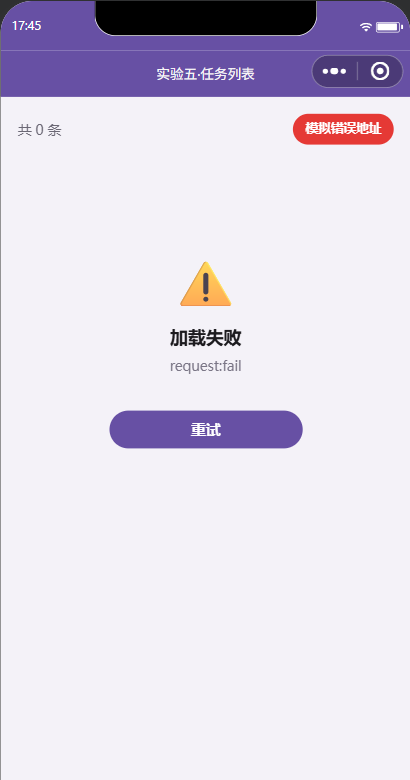 17:45
实验五·任务列表
共 0 条
模拟错误地址
加载失败
request:fail
重试